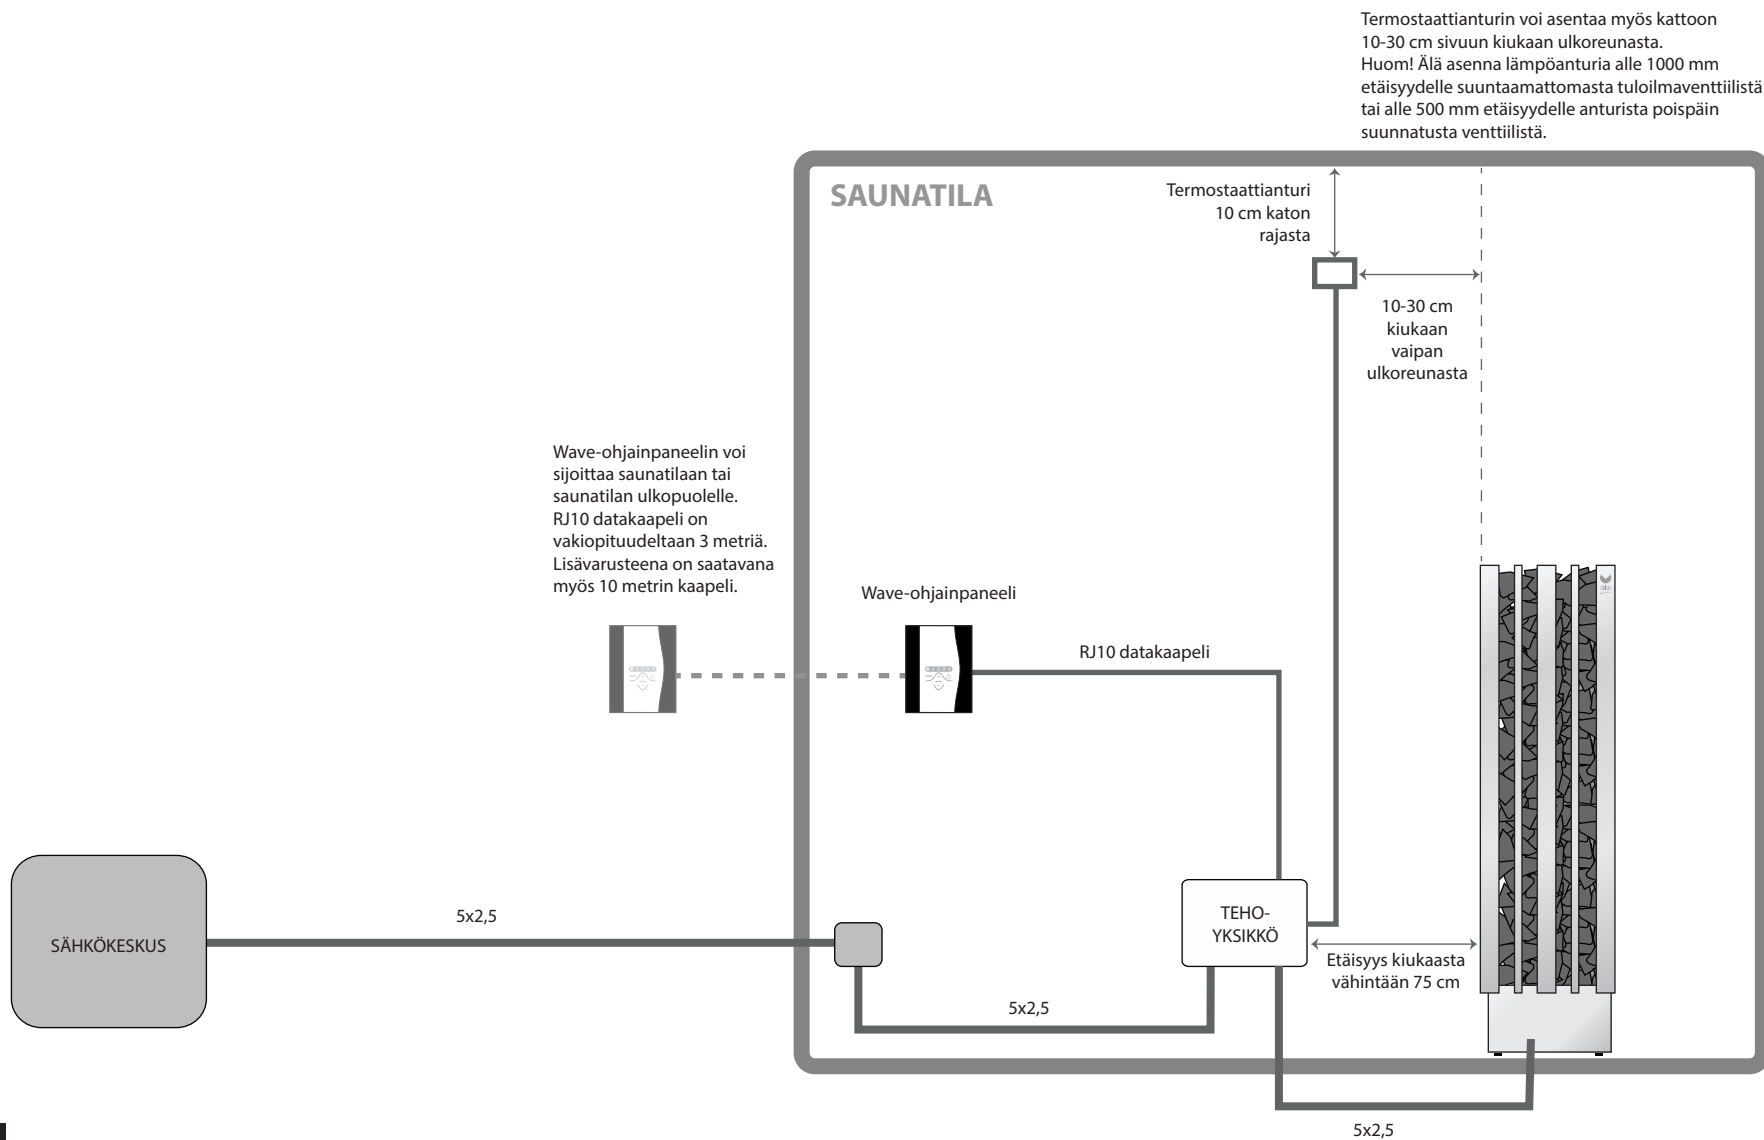 Termostaattianturin voi asentaa myös kattoon
10-30 cm sivuun kiukaan ulkoreunasta.
Huom! Älä asenna lämpöanturia alle 1000 mm
etäisyydelle suuntaamattomasta tuloilmaventtiilistä
tai alle 500 mm etäisyydelle anturista poispäin
suunnatusta venttiilistä.
SAUNATILA
Termostaattianturi
10 cm katon
rajasta
10-30 cm
kiukaan
vaipan
ulkoreunasta
Wave-ohjainpaneelin voi
sijoittaa saunatilaan tai
saunatilan ulkopuolelle.
RJ10 datakaapeli on
vakiopituudeltaan 3 metriä.
Lisävarusteena on saatavana
myös 10 metrin kaapeli.
Wave-ohjainpaneeli
RJ10 datakaapeli
SÄHKÖKESKUS
5x2,5
TEHO-
YKSIKKÖ
Etäisyys kiukaasta
vähintään 75 cm
5x2,5
5x2,5